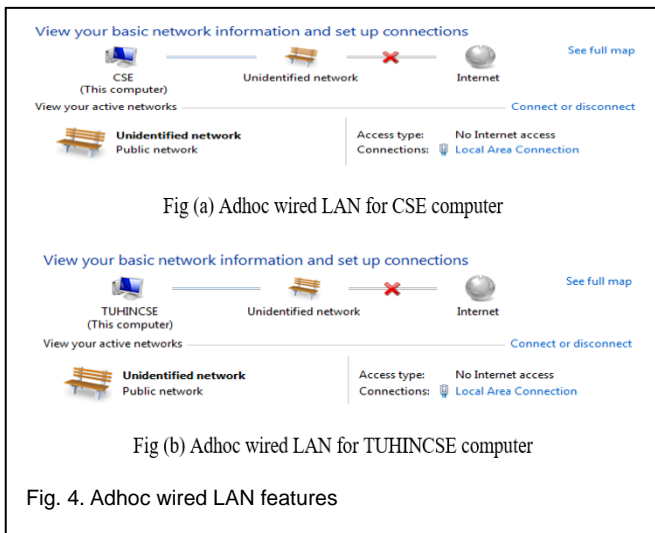 View your basic network information and set up connections
See full map
CSE
(This computer)
Unidentified network
Internet
View your active networks
Connect or disconnect
Unidentified network
Public network
Access type: No Internet access
Connections: Local Area Connection
Fig (a) Adhoc wired LAN for CSE computer
View your basic network information and set up connections
See full map
TUHINCSE
(This computer)
Unidentified network
Internet
View your active networks
Connect or disconnect
Unidentified network
Public network
Access type: No Internet access
Connections: Local Area Connection
Fig (b) Adhoc wired LAN for TUHINCSE computer
Fig. 4. Adhoc wired LAN features